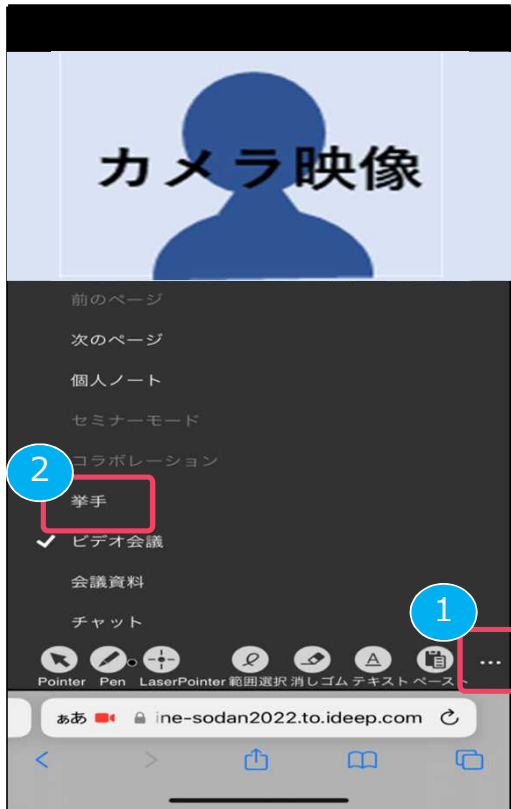 カメラ映像
前のページ
次のページ
個人ノート
セミナーモード
コラボレーション
2
挙手
ビデオ会議
会議資料
チャット
1
Pointer Pen LaserPointer 範囲選択 消しゴム テキスト ペースト
ぁあ ine-sodan2022.to.ideep.com